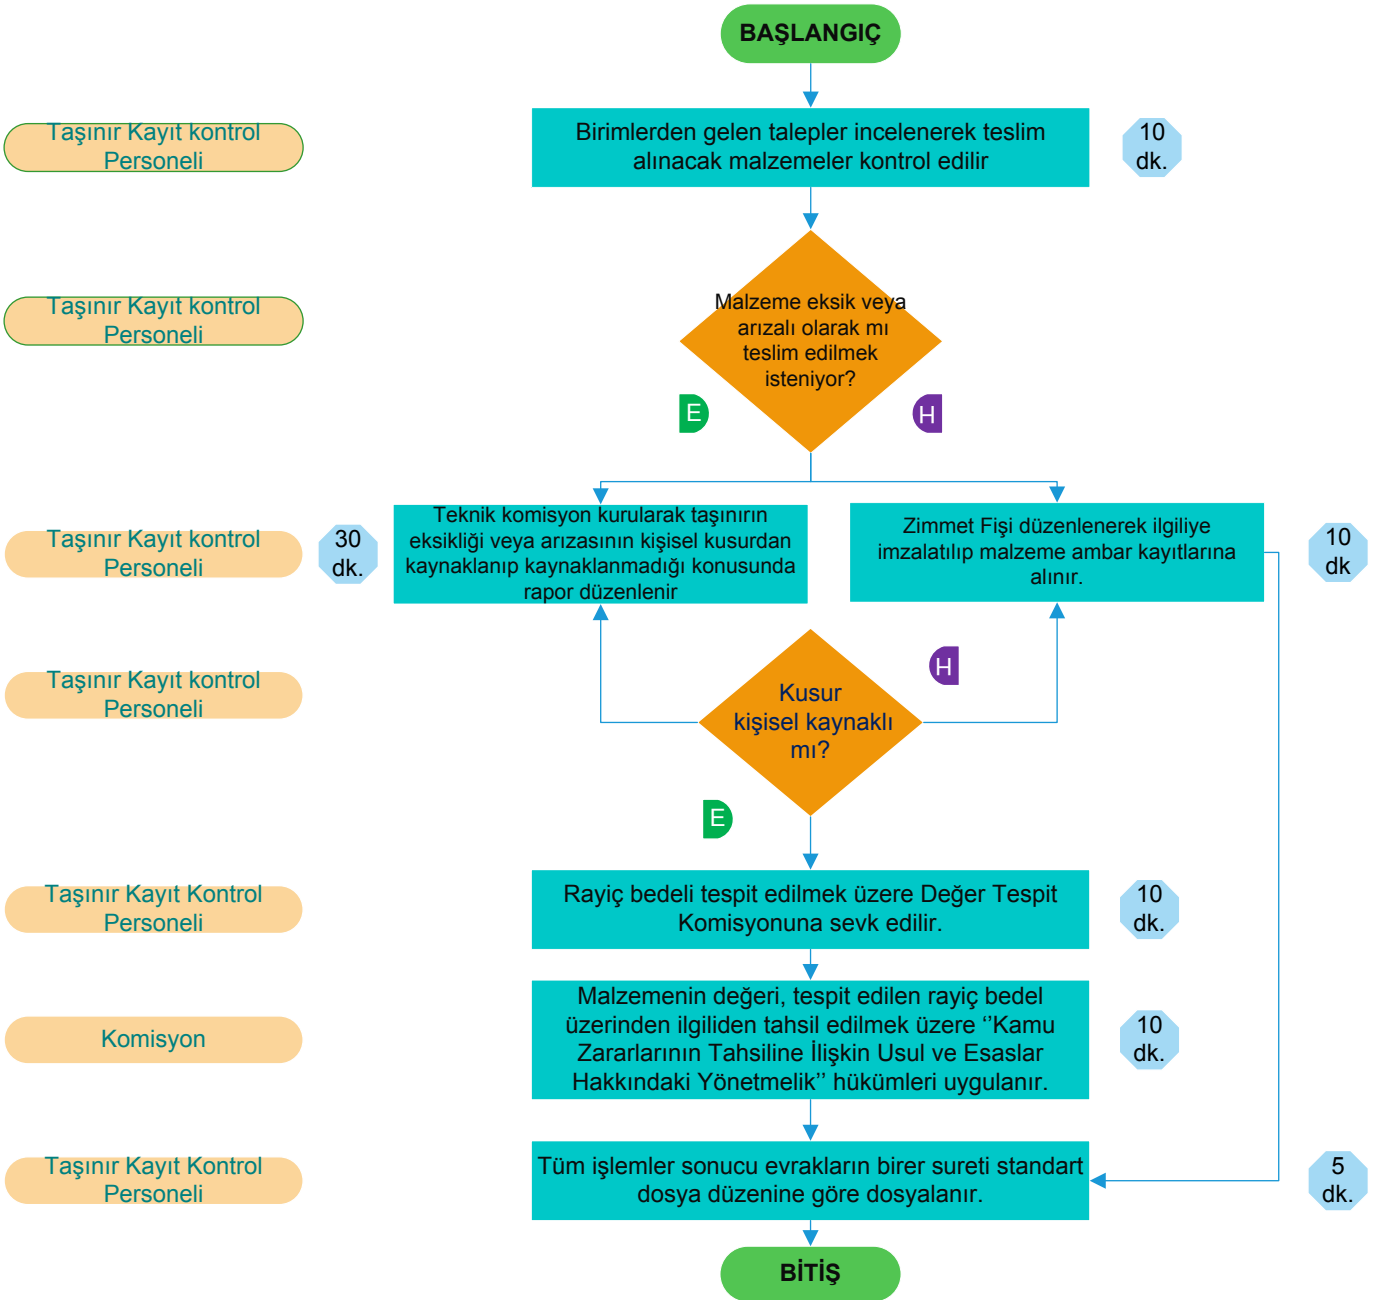 BAŞLANGIÇ
Taşınır Kayıt kontrol
Personeli
Birimlerden gelen talepler incelenerek teslim
alınacak malzemeler kontrol edilir
10
dk.
Taşınır Kayıt kontrol
Personeli
Malzeme eksik veya
arızalı olarak mı
teslim edilmek
isteniyor?
E
H
Taşınır Kayıt kontrol
Personeli
30
dk.
Teknik komisyon kurularak taşınırın
eksikliği veya arızasının kişisel kusurdan
kaynaklanıp kaynaklanmadığı konusunda
rapor düzenlenir
Zimmet Fişi düzenlenerek ilgiliye
imzalatılıp malzeme ambar kayıtlarına
alınır.
10
dk
Taşınır Kayıt kontrol
Personeli
Kusur
kişisel kaynaklı
mı?
H
E
Taşınır Kayıt Kontrol
Personeli
Rayiç bedeli tespit edilmek üzere Değer Tespit
Komisyonuna sevk edilir.
10
dk.
Komisyon
Malzemenin değeri, tespit edilen rayiç bedel
üzerinden ilgiliden tahsil edilmek üzere ‘’Kamu
Zararlarının Tahsiline İlişkin Usul ve Esaslar
Hakkındaki Yönetmelik’’ hükümleri uygulanır.
10
dk.
Taşınır Kayıt Kontrol
Personeli
Tüm işlemler sonucu evrakların birer sureti standart
dosya düzenine göre dosyalanır.
5
dk.
BİTİŞ